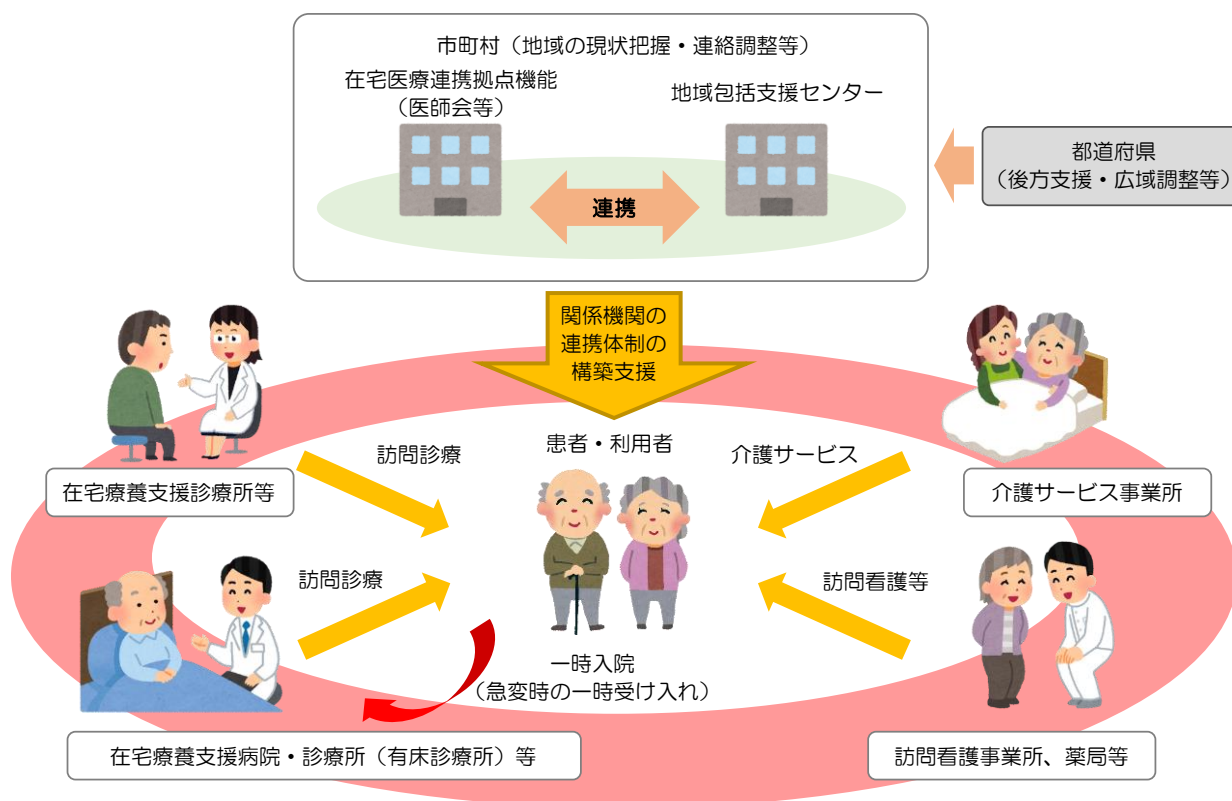 市町村（地域の現状把握・連絡調整等）
在宅医療連携拠点機能
（医師会等）
地域包括支援センター
連携
都道府県
（後方支援・広域調整等）
関係機関の
連携体制の
構築支援
患者・利用者
訪問診療
介護サービス
在宅療養支援診療所等
介護サービス事業所
訪問診療
訪問看護等
一時入院
（急変時の一時受け入れ）
在宅療養支援病院・診療所（有床診療所）等
訪問看護事業所、薬局等